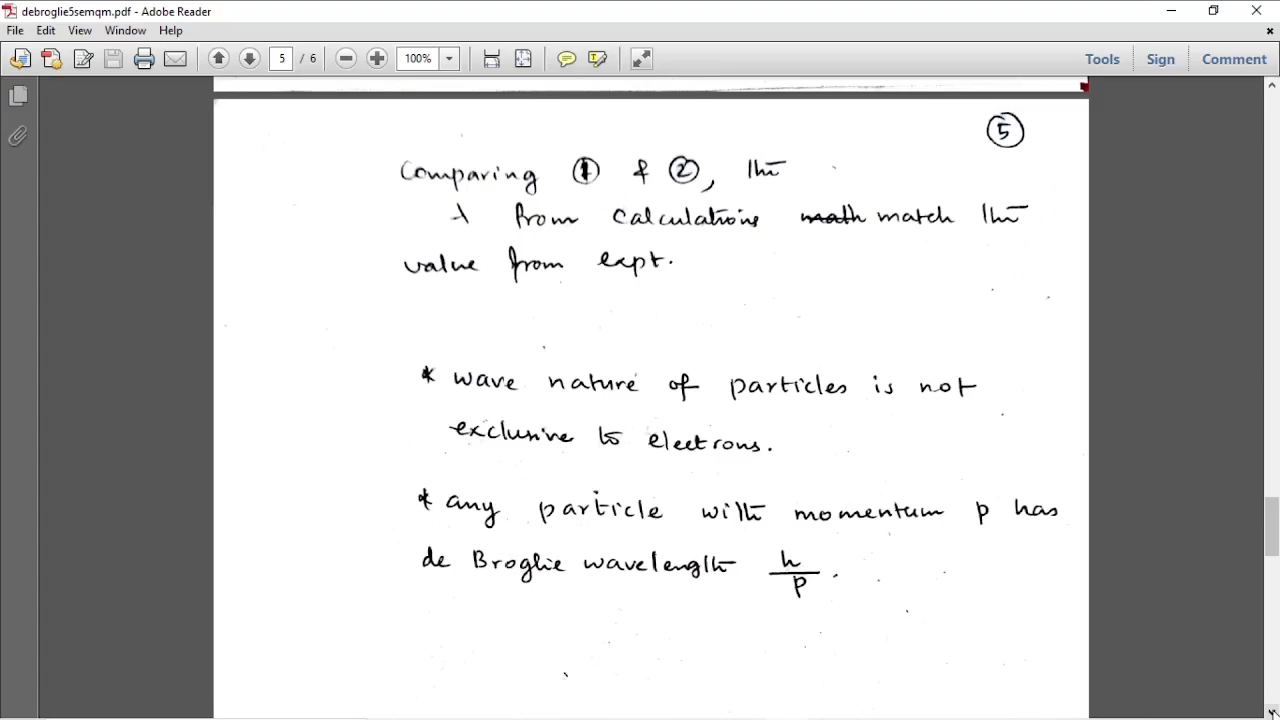 debroglie5semqm.pdf - Adobe Reader
File Edit View Window Help
5 / 6 100% Tools Sign Comment
5
Comparing 1 & 2, the
λ from calculations math match the
value from expt.
* wave nature of particles is not
exclusive to electrons.
* any particle with momentum p has
de Broglie wavelength h/p.